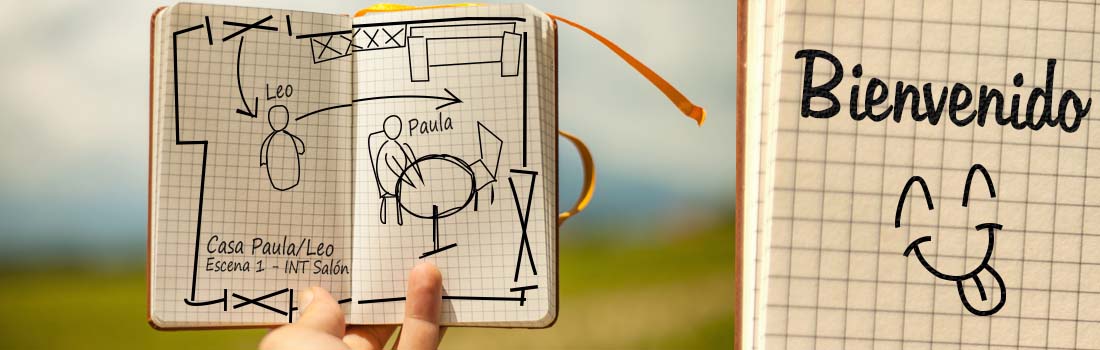 Leo
Paula
Casa Paula/Leo
Escena 1 - INT Salón
Bienvenido